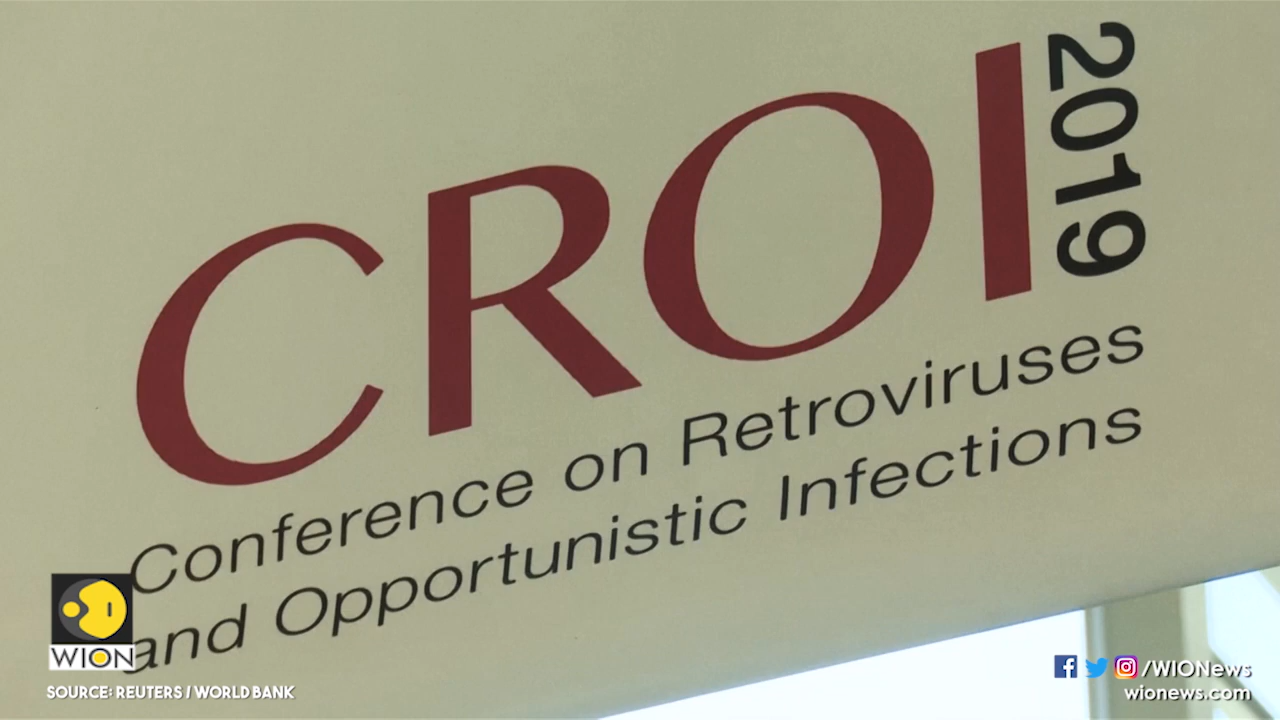 CROI
2019
Conference on Retroviruses
and Opportunistic Infections
WION
SOURCE: REUTERS / WORLD BANK
/WIONews
wionews.com